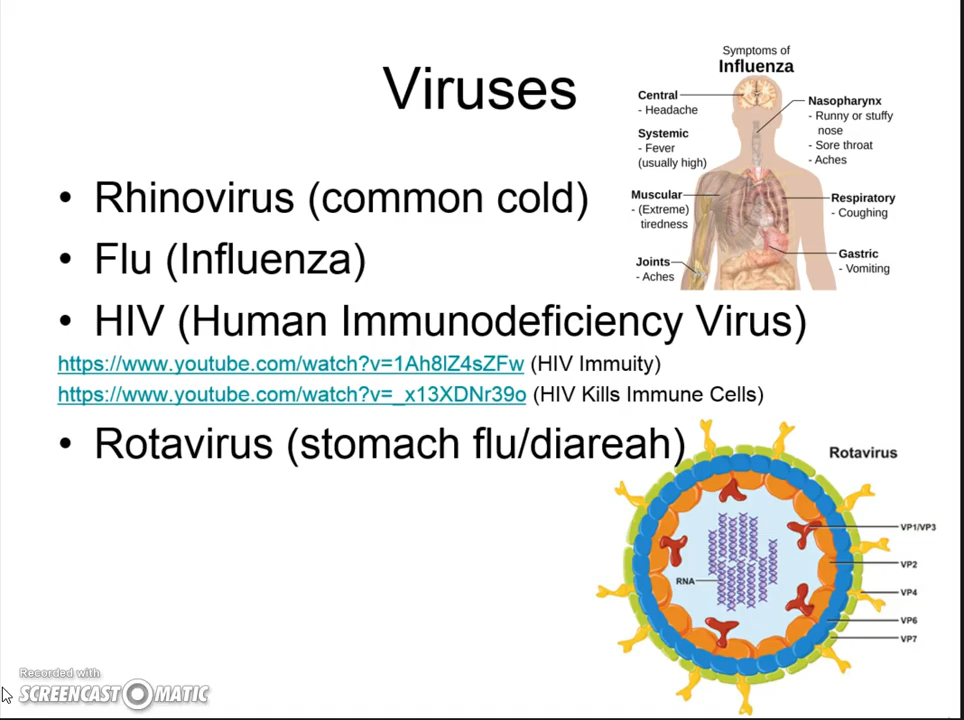 Viruses
• Rhinovirus (common cold)
• Flu (Influenza)
• HIV (Human Immunodeficiency Virus)
https://www.youtube.com/watch?v=1Ah8lZ4sZFw (HIV Immuity)
https://www.youtube.com/watch?v=_x13XDNr39o (HIV Kills Immune Cells)
• Rotavirus (stomach flu/diareah)
Symptoms of
Influenza
Central
- Headache
Systemic
- Fever
(usually high)
Muscular
- (Extreme)
tiredness
Joints
- Aches
Nasopharynx
- Runny or stuffy
nose
- Sore throat
- Aches
Respiratory
- Coughing
Gastric
- Vomiting
Rotavirus
RNA
VP1/VP3
VP2
VP4
VP6
VP7
Recorded with
SCREENCAST MATIC